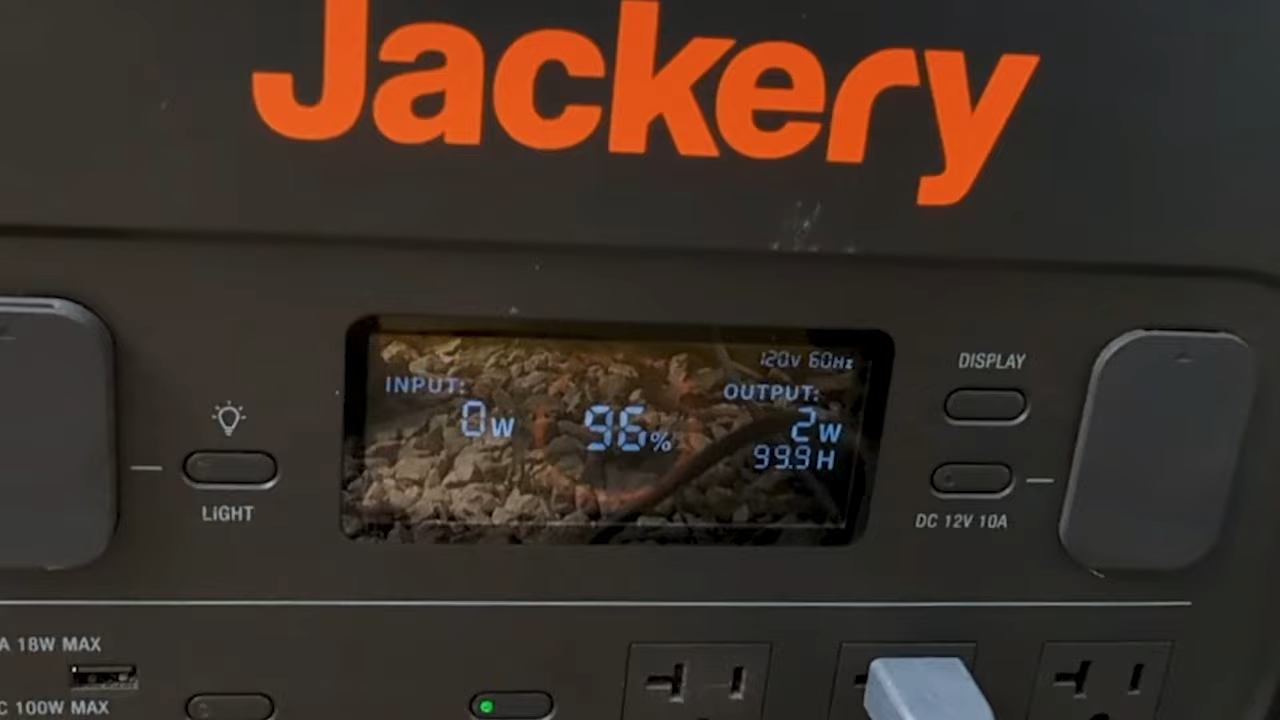 Jackery
120V 60Hz
INPUT:
OUTPUT:
0W
96%
2W
99.9H
DISPLAY
LIGHT
DC 12V 10A
A 18W MAX
C 100W MAX